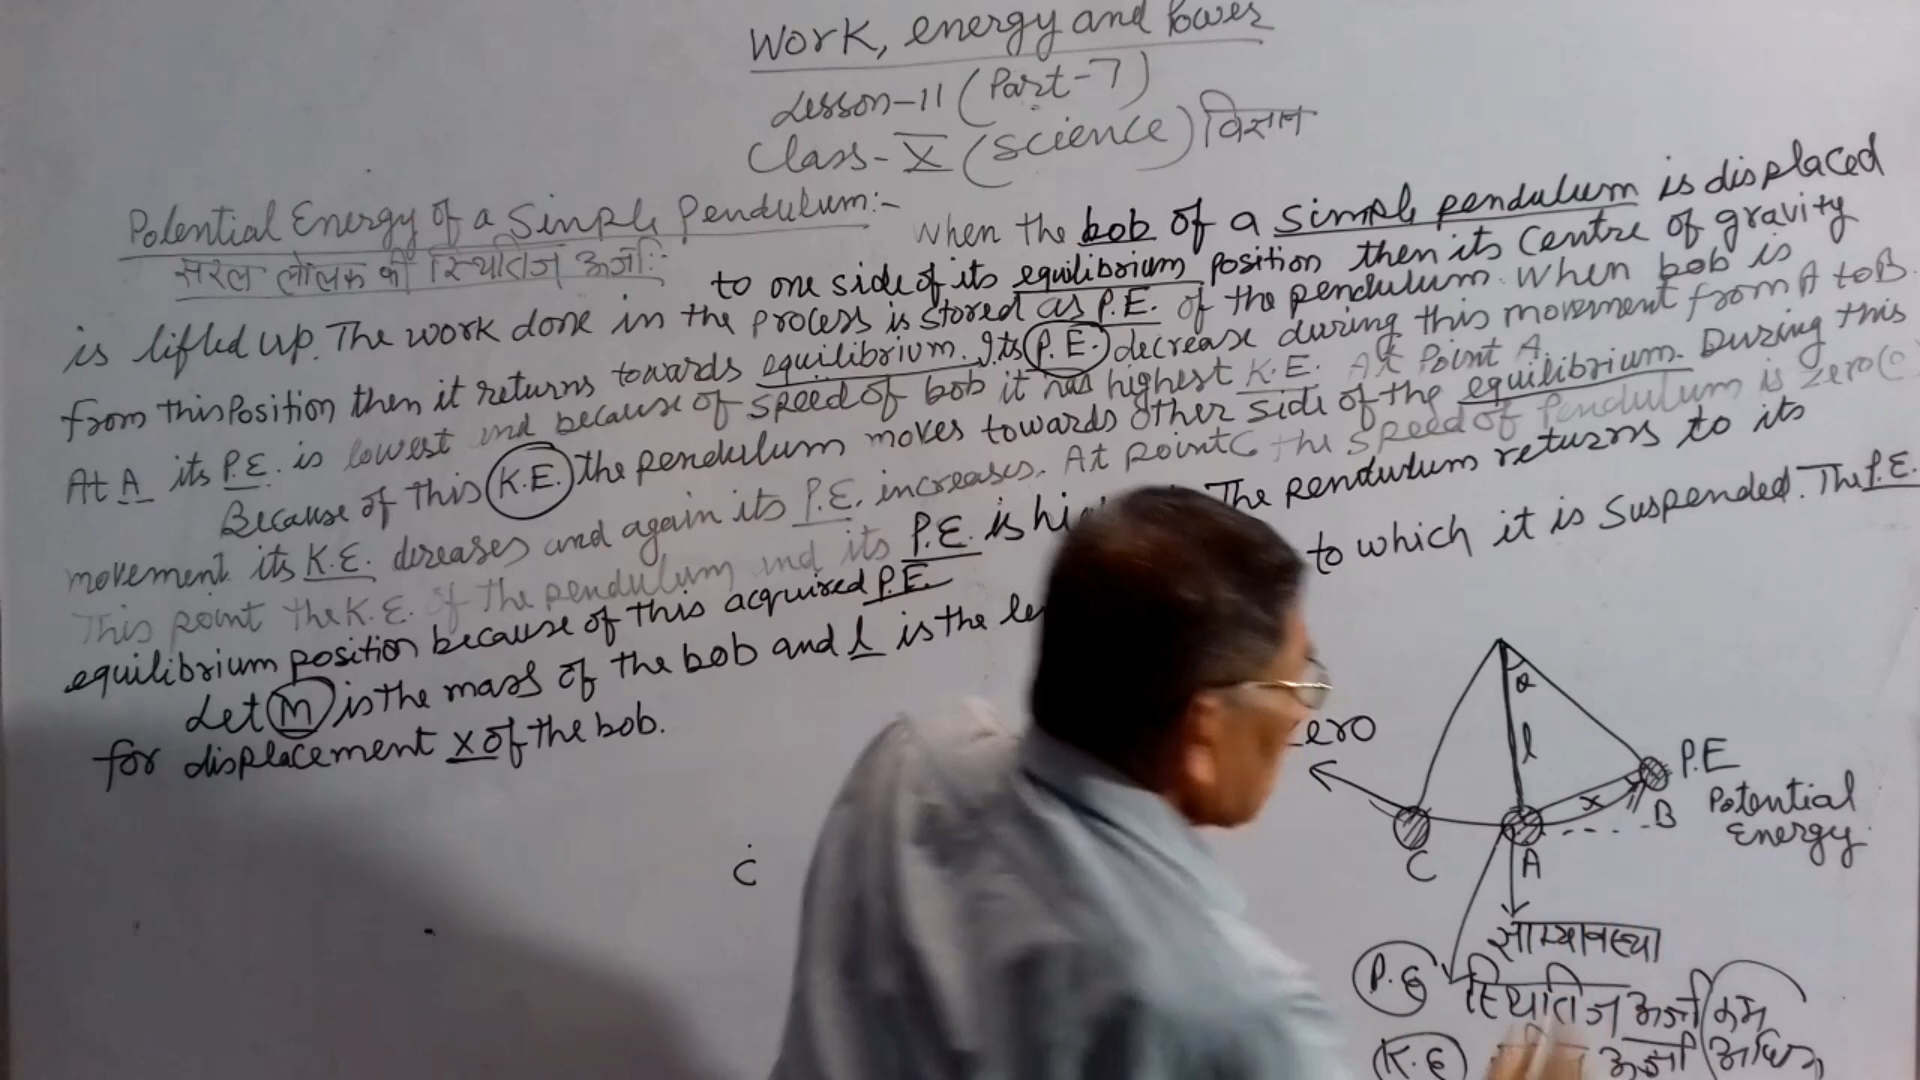 Work, energy and Power
Lesson-11 (Part-7)
Class-X (Science) विज्ञान
Potential Energy of a Simple Pendulum:-
सरल लोलक की स्थितिज ऊर्जा:-
When the bob of a simple pendulum is displaced
to one side of its equilibrium position then its Centre of gravity
is lifted up. The work done in the process is stored as P.E. of the pendulum. When bob is
from this Position then it returns towards equilibrium. Its P.E. decrease during this movement from A to B.
At A its P.E. is lowest and because of speed of bob it has highest K.E. At Point A
Because of this K.E. the pendulum moves towards other side of the equilibrium. During this
movement its K.E. dereases and again its P.E. increases. At point C the speed of Pendulum is zero(0
This point the K.E. of the pendulum and its P.E. is The Pendulum returns to its
equilibrium position because of this acquired P.E.
Let M is the mass of the bob and l is the to which it is suspended. The P.E.
for displacement x of the bob.
C
l
x
P.E
B
Potential
Energy
C
A
साम्यावस्था
P.E स्थितिज ऊर्जा कम
K.E ऊर्जा